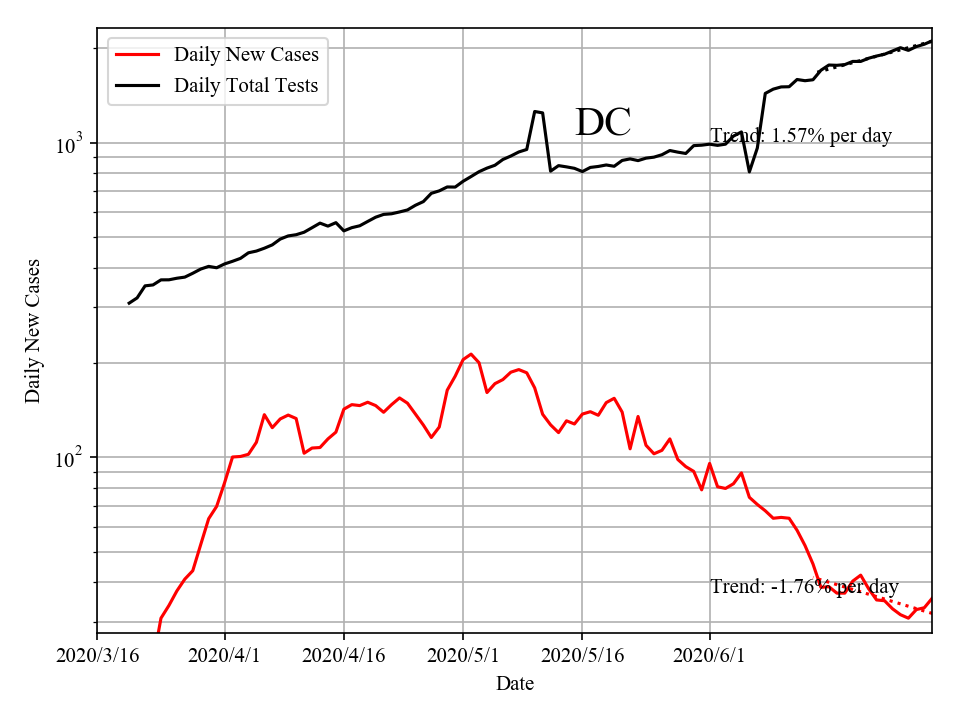 Daily New Cases
Daily Total Tests
DC
Trend: 1.57% per day
10³
Daily New Cases
10²
Trend: -1.76% per day
2020/3/16 2020/4/1 2020/4/16 2020/5/1 2020/5/16 2020/6/1
Date